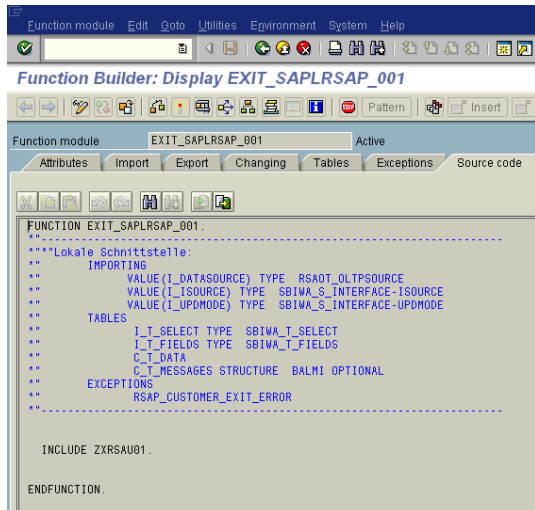 Function module Edit Goto Utilities Environment System Help
Function Builder: Display EXIT_SAPLRSAP_001
Pattern Insert
Function module EXIT_SAPLRSAP_001 Active
Attributes Import Export Changing Tables Exceptions Source code
FUNCTION EXIT_SAPLRSAP_001.
*"----------------------------------------------------------------------
*"*"Lokale Schnittstelle:
*" IMPORTING
*" VALUE(I_DATASOURCE) TYPE RSAOT_OLTPSOURCE
*" VALUE(I_ISOURCE) TYPE SBIWA_S_INTERFACE-ISOURCE
*" VALUE(I_UPDMODE) TYPE SBIWA_S_INTERFACE-UPDMODE
*" TABLES
*" I_T_SELECT TYPE SBIWA_T_SELECT
*" I_T_FIELDS TYPE SBIWA_T_FIELDS
*" C_T_DATA
*" C_T_MESSAGES STRUCTURE BALMI OPTIONAL
*" EXCEPTIONS
*" RSAP_CUSTOMER_EXIT_ERROR
*"----------------------------------------------------------------------
INCLUDE ZXRSAU01.
ENDFUNCTION.